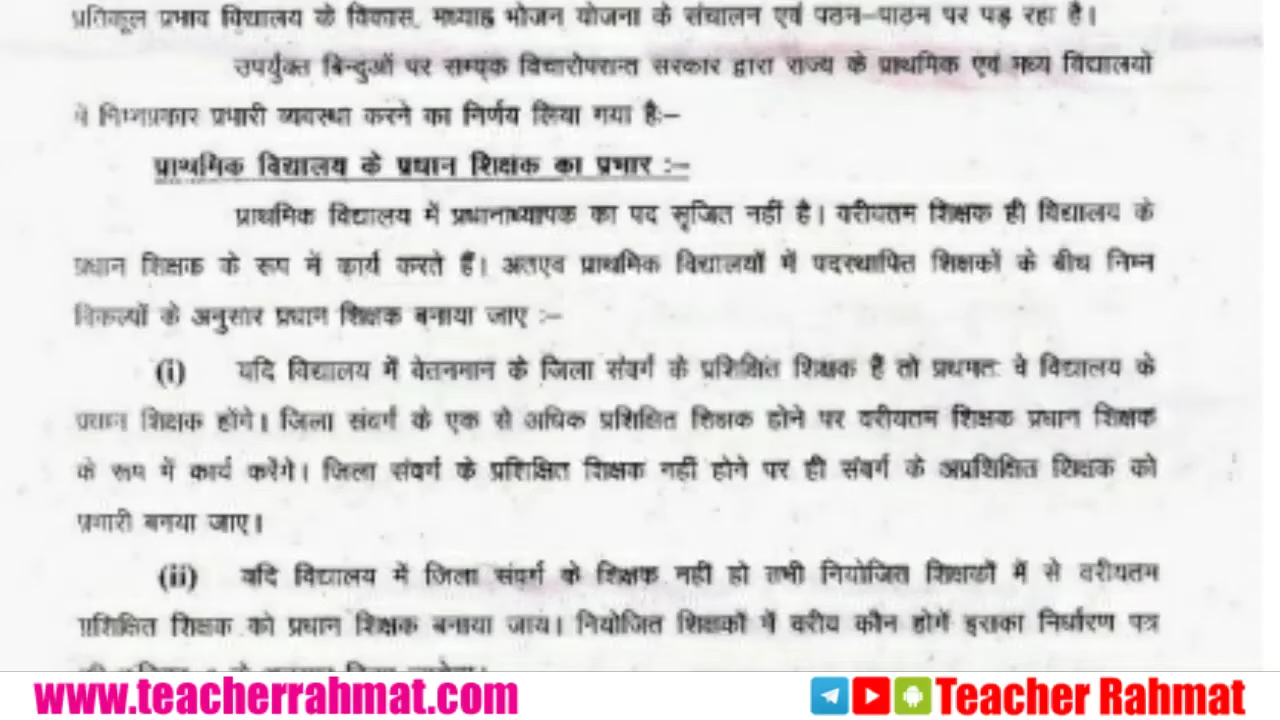 प्रतिकूल प्रभाव विद्यालय के विकास, मध्याह्न भोजन योजना के संचालन एवं पठन-पाठन पर पड़ रहा है।
उपर्युक्त बिन्दुओं पर सम्यक विचारोपरान्त सरकार द्वारा राज्य के प्राथमिक एवं मध्य विद्यालयो
में निम्नप्रकार प्रभारी व्यवस्था करने का निर्णय लिया गया है:-
प्राथमिक विद्यालय के प्रधान शिक्षक का प्रभार :-
प्राथमिक विद्यालय में प्रधानाध्यापक का पद सृजित नहीं है। वरीयतम शिक्षक ही विद्यालय के
प्रधान शिक्षक के रूप में कार्य करते हैं। अतएव प्राथमिक विद्यालयों में पदस्थापित शिक्षकों के बीच निम्न
विकल्पों के अनुसार प्रधान शिक्षक बनाया जाए :-
(i) यदि विद्यालय में वेतनमान के जिला संवर्ग के प्रशिक्षित शिक्षक हैं तो प्रथमतः वे विद्यालय के
प्रधान शिक्षक होंगे। जिला संवर्ग के एक से अधिक प्रशिक्षित शिक्षक होने पर वरीयतम शिक्षक प्रधान शिक्षक
के रूप में कार्य करेंगे। जिला संवर्ग के प्रशिक्षित शिक्षक नहीं होने पर ही संवर्ग के अप्रशिक्षित शिक्षक को
प्रभारी बनया जाए।
(ii) यदि विद्यालय में जिला संवर्ग के शिक्षक नहीं हो तभी नियोजित शिक्षकों में से वरीयतम
प्रशिक्षित शिक्षक को प्रधान शिक्षक बनाया जाय। नियोजित शिक्षकों में वरीय कौन होगें इसका निर्धारण पत्र
www.teacherrahmat.com
Teacher Rahmat